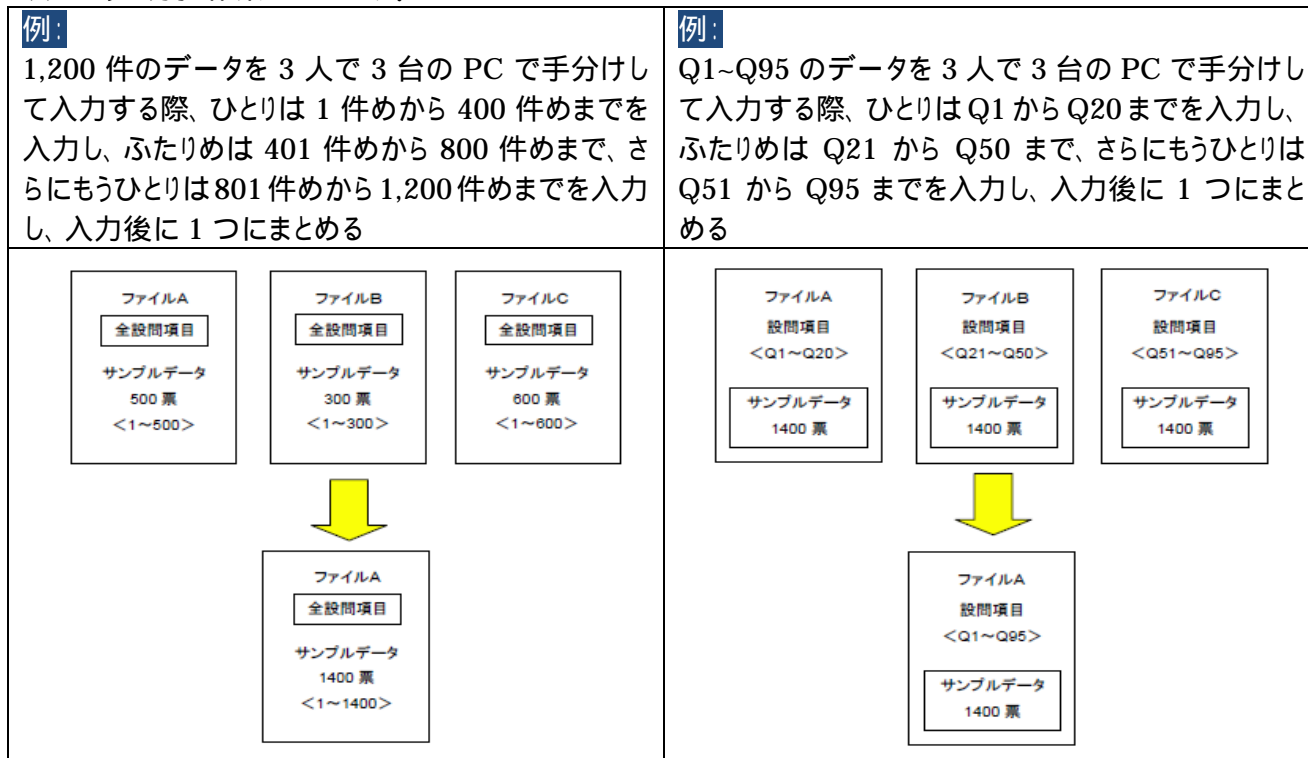 例:
1,200 件のデータを 3 人で 3 台の PC で手分けし
て入力する際、ひとりは 1 件めから 400 件めまでを
入力し、ふたりめは 401 件めから 800 件めまで、さ
らにもうひとりは801件めから1,200件めまでを入力
し、入力後に 1 つにまとめる
例:
Q1~Q95 のデータを 3 人で 3 台の PC で手分けし
て入力する際、ひとりはQ1からQ20までを入力し、
ふたりめは Q21 から Q50 まで、さらにもうひとりは
Q51 から Q95 までを入力し、入力後に 1 つにまと
める
ファイルA
全設問項目
サンプルデータ
500 票
<1~500>
ファイルB
全設問項目
サンプルデータ
300 票
<1~300>
ファイルC
全設問項目
サンプルデータ
600 票
<1~600>
ファイルA
全設問項目
サンプルデータ
1400 票
<1~1400>
ファイルA
設問項目
<Q1~Q20>
サンプルデータ
1400 票
ファイルB
設問項目
<Q21~Q50>
サンプルデータ
1400 票
ファイルC
設問項目
<Q51~Q95>
サンプルデータ
1400 票
ファイルA
設問項目
<Q1~Q95>
サンプルデータ
1400 票